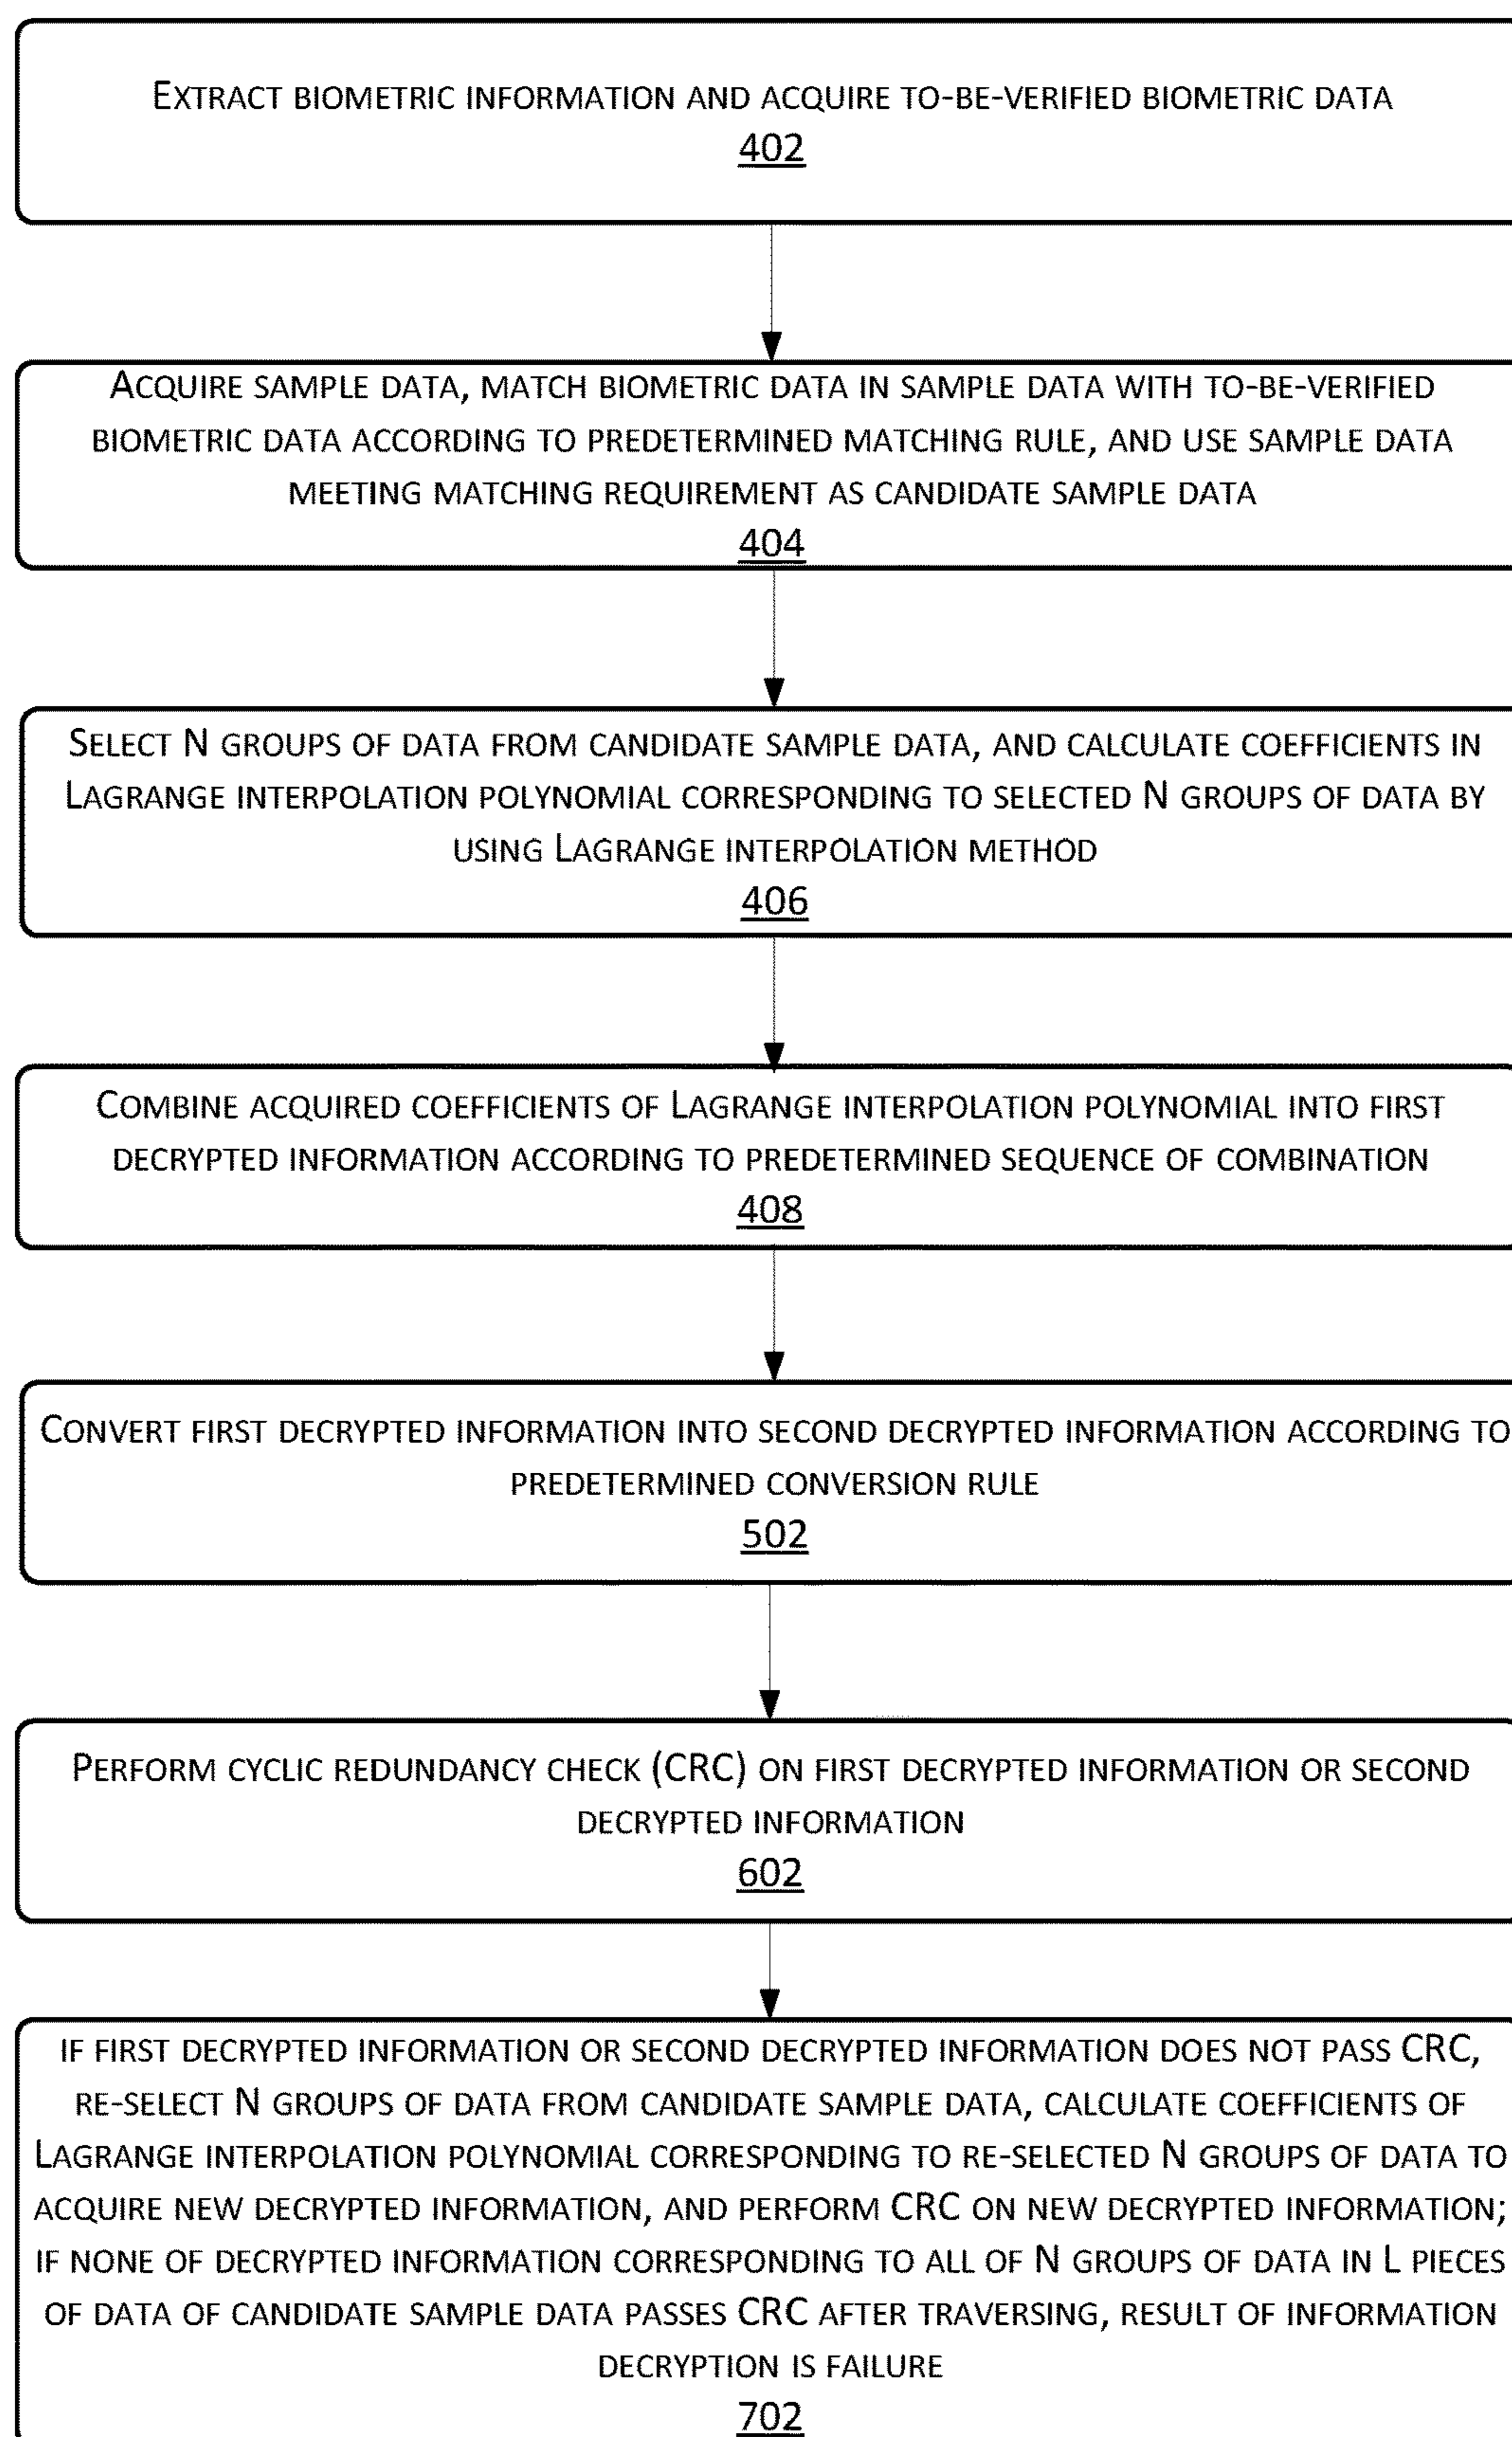 EXTRACT BIOMETRIC INFORMATION AND ACQUIRE TO-BE-VERIFIED BIOMETRIC DATA
402
ACQUIRE SAMPLE DATA, MATCH BIOMETRIC DATA IN SAMPLE DATA WITH TO-BE-VERIFIED
BIOMETRIC DATA ACCORDING TO PREDETERMINED MATCHING RULE, AND USE SAMPLE DATA
MEETING MATCHING REQUIREMENT AS CANDIDATE SAMPLE DATA
404
SELECT N GROUPS OF DATA FROM CANDIDATE SAMPLE DATA, AND CALCULATE COEFFICIENTS IN
LAGRANGE INTERPOLATION POLYNOMIAL CORRESPONDING TO SELECTED N GROUPS OF DATA BY
USING LAGRANGE INTERPOLATION METHOD
406
COMBINE ACQUIRED COEFFICIENTS OF LAGRANGE INTERPOLATION POLYNOMIAL INTO FIRST
DECRYPTED INFORMATION ACCORDING TO PREDETERMINED SEQUENCE OF COMBINATION
408
CONVERT FIRST DECRYPTED INFORMATION INTO SECOND DECRYPTED INFORMATION ACCORDING TO
PREDETERMINED CONVERSION RULE
502
PERFORM CYCLIC REDUNDANCY CHECK (CRC) ON FIRST DECRYPTED INFORMATION OR SECOND
DECRYPTED INFORMATION
602
IF FIRST DECRYPTED INFORMATION OR SECOND DECRYPTED INFORMATION DOES NOT PASS CRC,
RE-SELECT N GROUPS OF DATA FROM CANDIDATE SAMPLE DATA, CALCULATE COEFFICIENTS OF
LAGRANGE INTERPOLATION POLYNOMIAL CORRESPONDING TO RE-SELECTED N GROUPS OF DATA TO
ACQUIRE NEW DECRYPTED INFORMATION, AND PERFORM CRC ON NEW DECRYPTED INFORMATION;
IF NONE OF DECRYPTED INFORMATION CORRESPONDING TO ALL OF N GROUPS OF DATA IN L PIECES
OF DATA OF CANDIDATE SAMPLE DATA PASSES CRC AFTER TRAVERSING, RESULT OF INFORMATION
DECRYPTION IS FAILURE
702